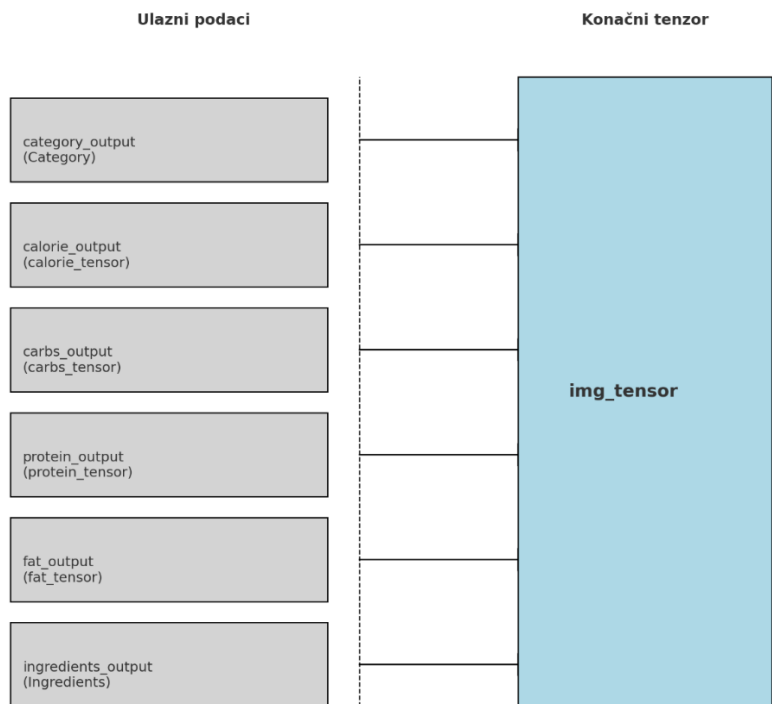 Ulazni podaci
Konačni tenzor
category_output
(Category)
calorie_output
(calorie_tensor)
carbs_output
(carbs_tensor)
protein_output
(protein_tensor)
fat_output
(fat_tensor)
ingredients_output
(Ingredients)
img_tensor